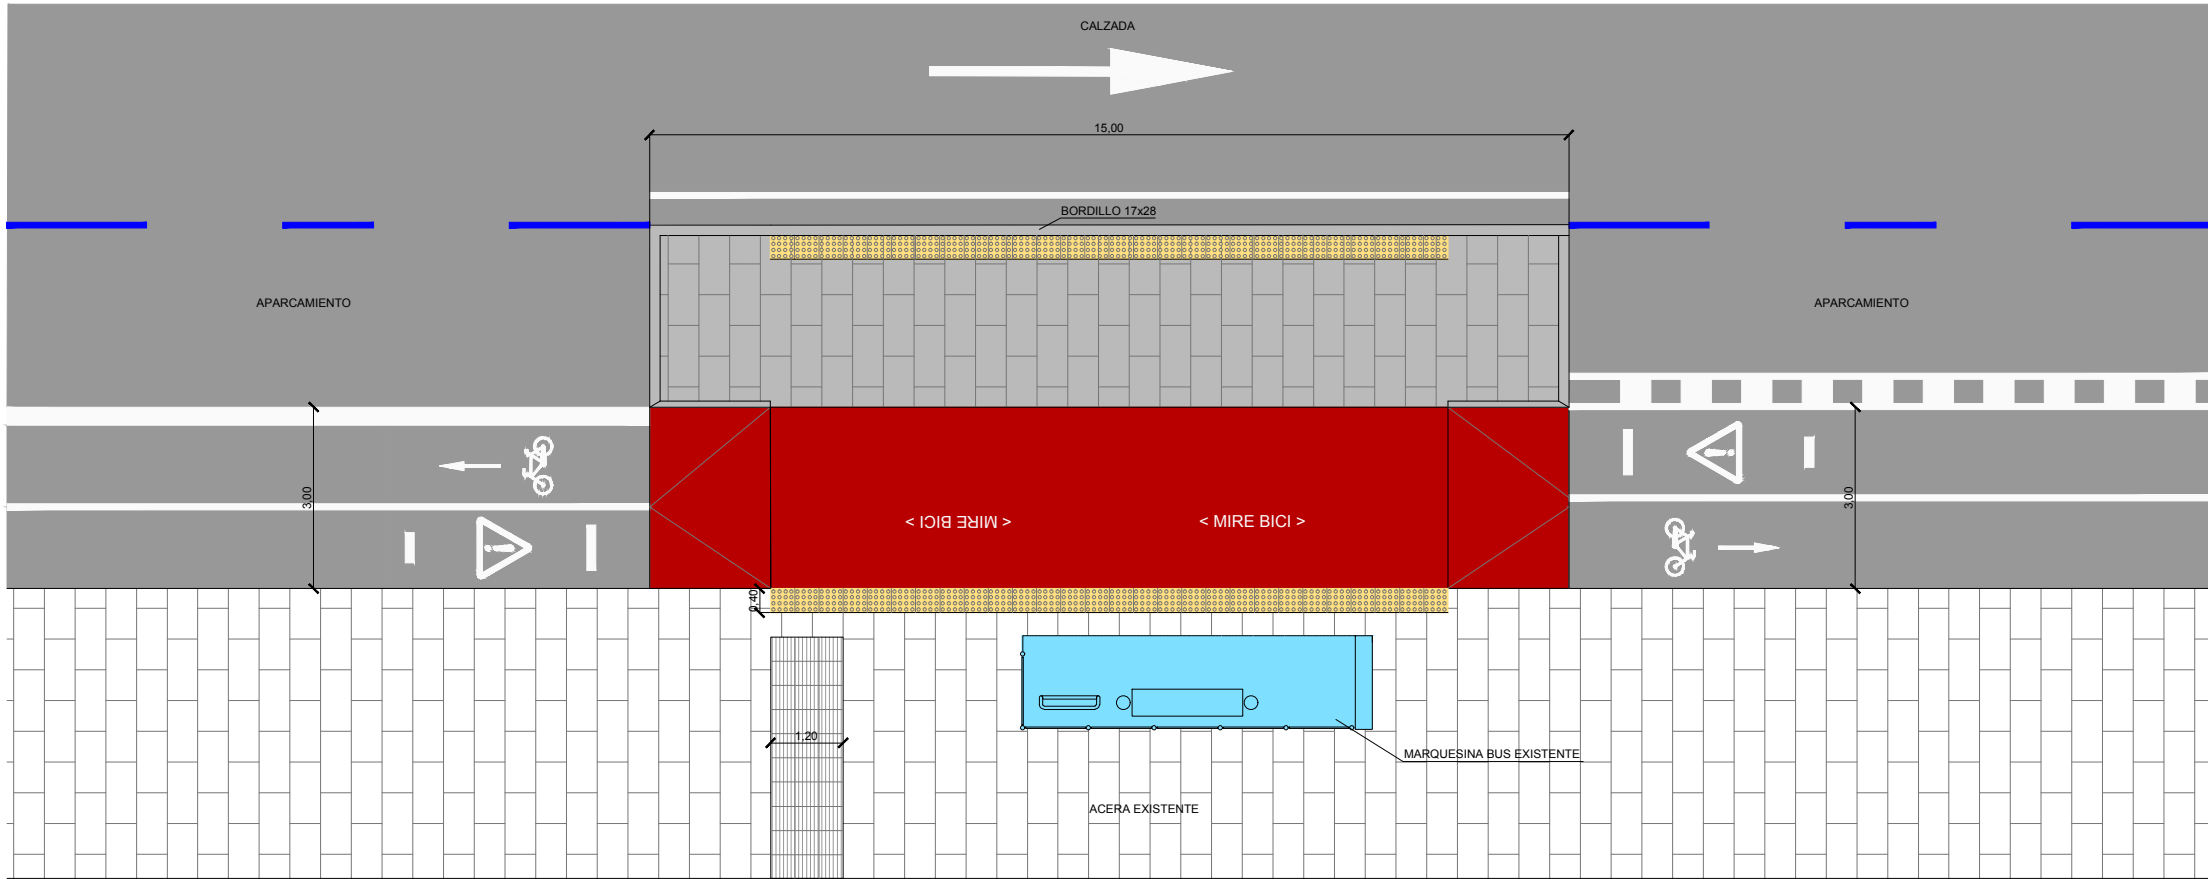 CALZADA
15,00
BORDILLO 17x28
APARCAMIENTO
APARCAMIENTO
3,00
3,00
< MIRE BICI >
< MIRE BICI >
0,40
1,20
MARQUESINA BUS EXISTENTE
ACERA EXISTENTE